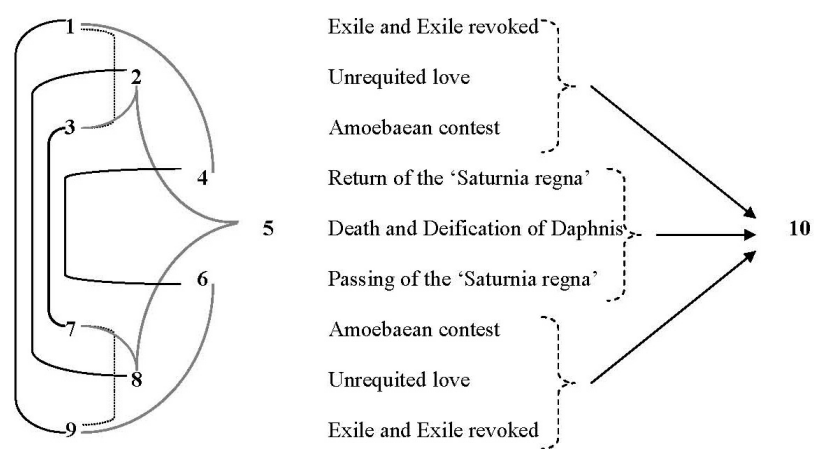 1 Exile and Exile revoked
2 Unrequited love
3 Amoebaean contest
4 Return of the ‘Saturnia regna’
5 Death and Deification of Daphnis 10
6 Passing of the ‘Saturnia regna’
7 Amoebaean contest
8 Unrequited love
9 Exile and Exile revoked